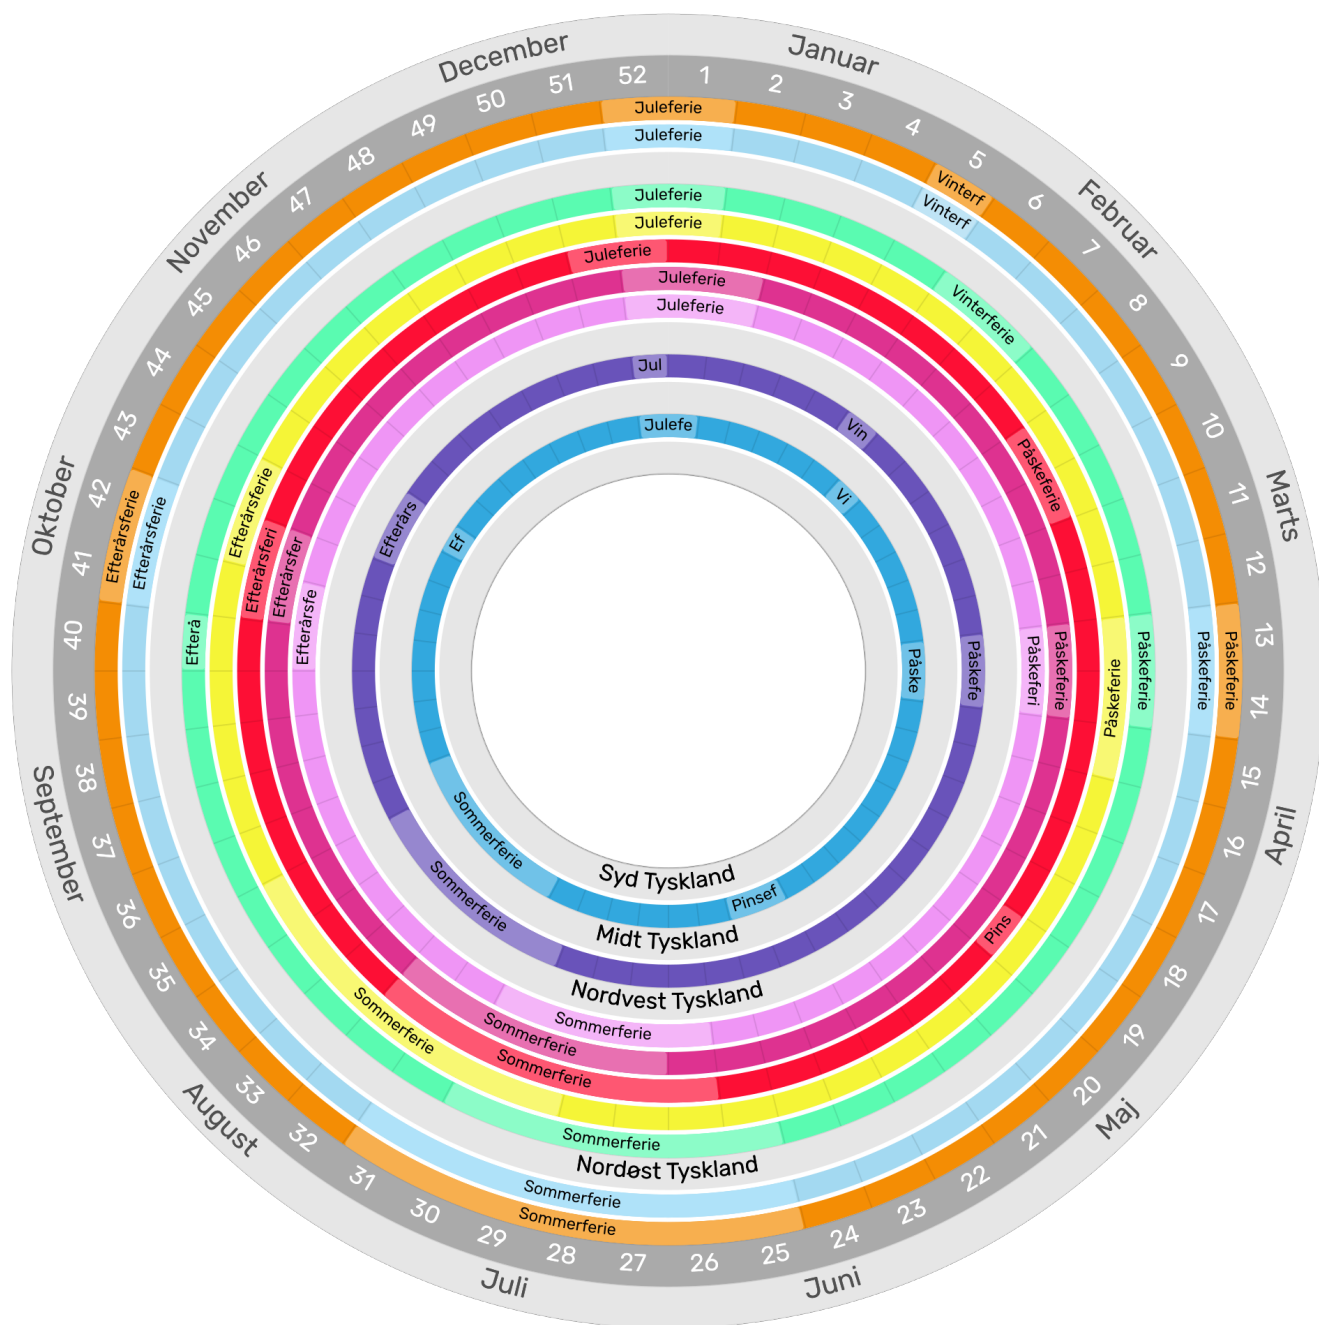 Januar
Februar
Marts
April
Maj
Juni
Juli
August
September
Oktober
November
December
1
2
3
4
5
6
7
8
9
10
11
12
13
14
15
16
17
18
19
20
21
22
23
24
25
26
27
28
29
30
31
32
33
34
35
36
37
38
39
40
41
42
43
44
45
46
47
48
49
50
51
52
Juleferie
Vinterf
Påskeferie
Sommerferie
Efterårsferie
Juleferie
Vinterf
Påskeferie
Sommerferie
Efterårsferie
Nordøst Tyskland
Juleferie
Vinterferie
Påskeferie
Sommerferie
Efterå
Juleferie
Påskeferie
Sommerferie
Efterårsferie
Juleferie
Påskeferie
Pins
Sommerferie
Efterårsferi
Juleferie
Påskeferie
Sommerferie
Efterårsfer
Juleferie
Påskeferi
Sommerferie
Efterårsfe
Nordvest Tyskland
Jul
Vin
Påskefe
Sommerferie
Efterårs
Midt Tyskland
Julefe
Vi
Påske
Pinsef
Sommerferie
Ef
Syd Tyskland